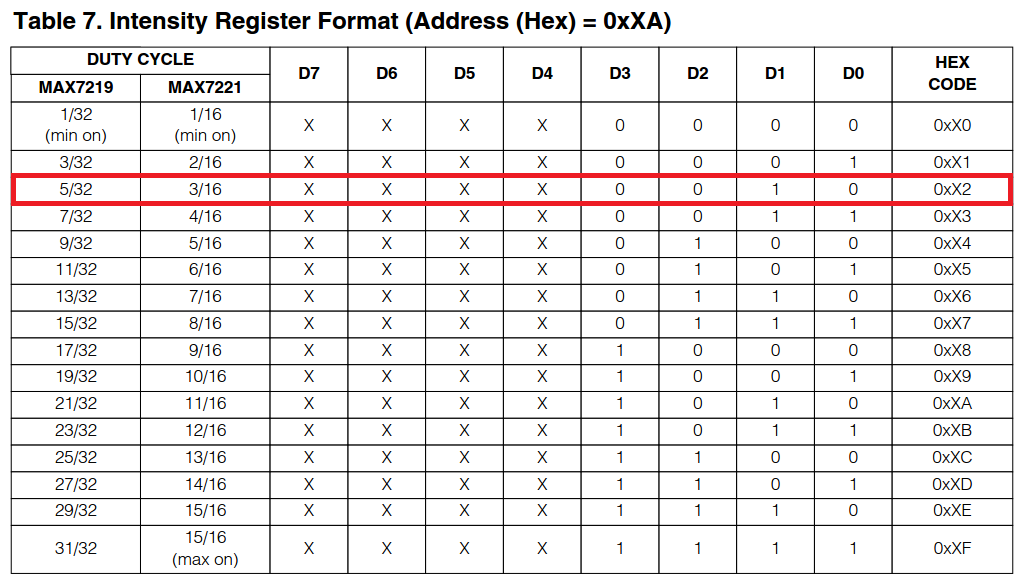 Table 7. Intensity Register Format (Address (Hex) = 0xXA)
DUTY CYCLE D7 D6 D5 D4 D3 D2 D1 D0 HEX CODE
MAX7219 MAX7221
1/32 (min on) 1/16 (min on) X X X X 0 0 0 0 0xX0
3/32 2/16 X X X X 0 0 0 1 0xX1
5/32 3/16 X X X X 0 0 1 0 0xX2
7/32 4/16 X X X X 0 0 1 1 0xX3
9/32 5/16 X X X X 0 1 0 0 0xX4
11/32 6/16 X X X X 0 1 0 1 0xX5
13/32 7/16 X X X X 0 1 1 0 0xX6
15/32 8/16 X X X X 0 1 1 1 0xX7
17/32 9/16 X X X X 1 0 0 0 0xX8
19/32 10/16 X X X X 1 0 0 1 0xX9
21/32 11/16 X X X X 1 0 1 0 0xXA
23/32 12/16 X X X X 1 0 1 1 0xXB
25/32 13/16 X X X X 1 1 0 0 0xXC
27/32 14/16 X X X X 1 1 0 1 0xXD
29/32 15/16 X X X X 1 1 1 0 0xXE
31/32 15/16 (max on) X X X X 1 1 1 1 0xXF